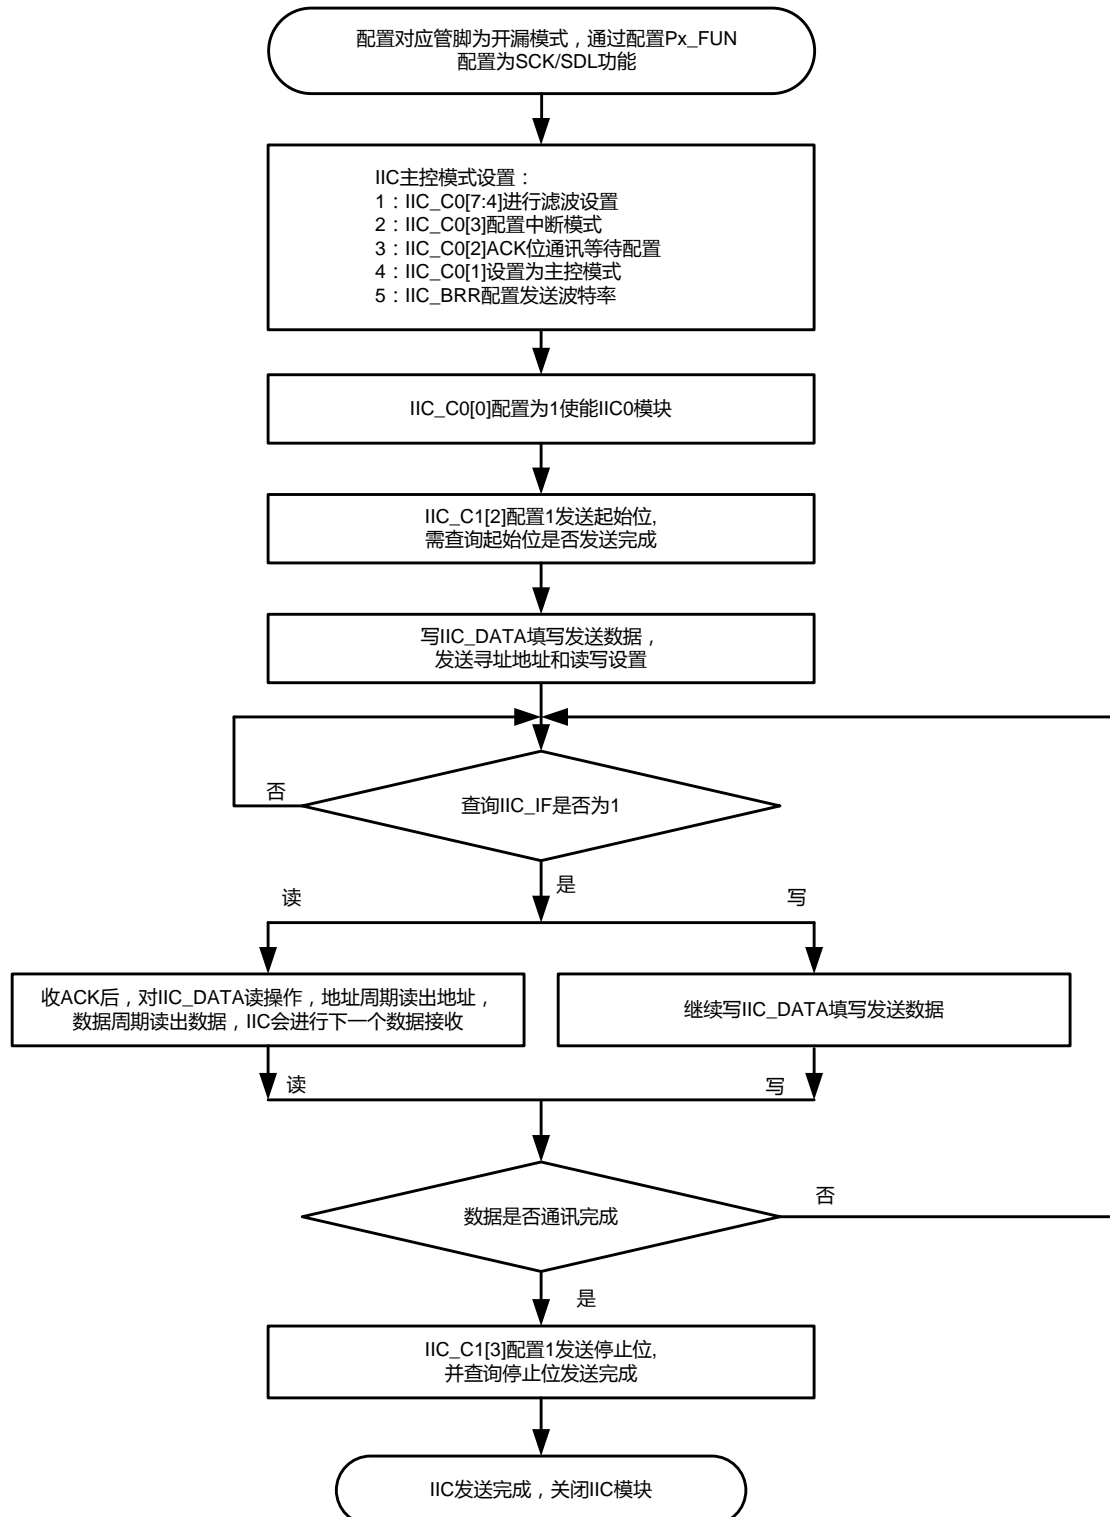 配置对应管脚为开漏模式，通过配置Px_FUN
配置为SCK/SDL功能
IIC主控模式设置：
1：IIC_C0[7:4]进行滤波设置
2：IIC_C0[3]配置中断模式
3：IIC_C0[2]ACK位通讯等待配置
4：IIC_C0[1]设置为主控模式
5：IIC_BRR配置发送波特率
IIC_C0[0]配置为1使能IIC0模块
IIC_C1[2]配置1发送起始位,
需查询起始位是否发送完成
写IIC_DATA填写发送数据，
发送寻址地址和读写设置
否
查询IIC_IF是否为1
是
读
写
收ACK后，对IIC_DATA读操作，地址周期读出地址，
数据周期读出数据，IIC会进行下一个数据接收
继续写IIC_DATA填写发送数据
读
写
数据是否通讯完成
否
是
IIC_C1[3]配置1发送停止位,
并查询停止位发送完成
IIC发送完成，关闭IIC模块